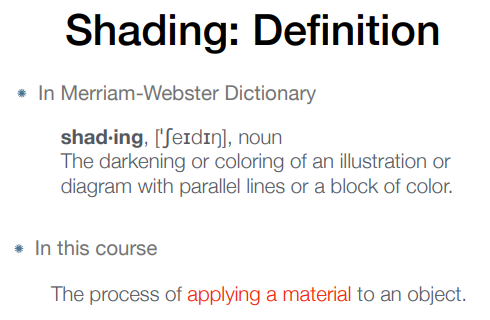 Shading: Definition
In Merriam-Webster Dictionary
shad·ing, [ˈʃeɪdɪŋ], noun
The darkening or coloring of an illustration or
diagram with parallel lines or a block of color.
In this course
The process of applying a material to an object.